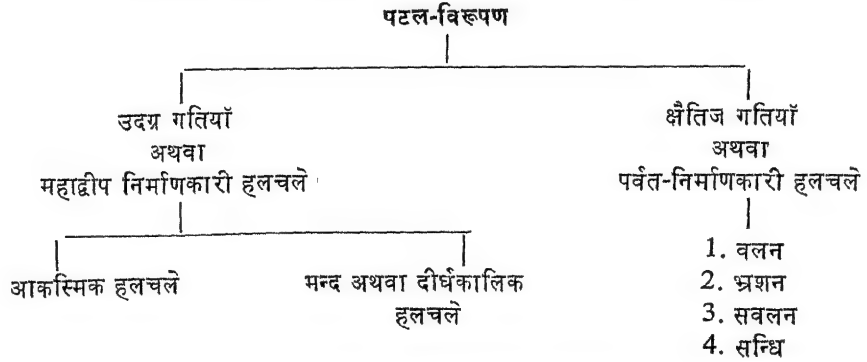 पटल-विरूपण
उदग्र गतियाँ
अथवा
महाद्वीप निर्माणकारी हलचले
क्षैतिज गतियाँ
अथवा
पर्वत-निर्माणकारी हलचले
आकस्मिक हलचले
मन्द अथवा दीर्घकालिक
हलचले
1. वलन
2. भ्रशन
3. सवलन
4. सन्धि